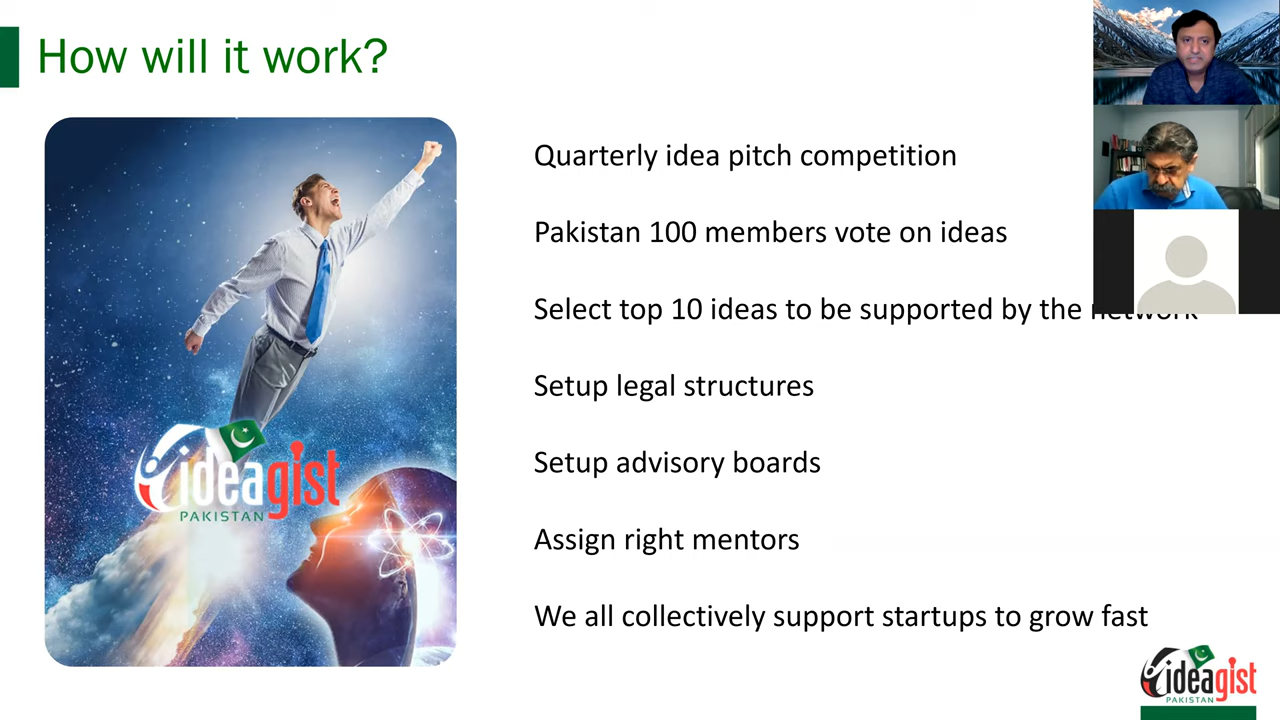 How will it work?
Quarterly idea pitch competition
Pakistan 100 members vote on ideas
Select top 10 ideas to be supported by the network
Setup legal structures
Setup advisory boards
Assign right mentors
We all collectively support startups to grow fast
ideagist
PAKISTAN
ideagist
PAKISTAN